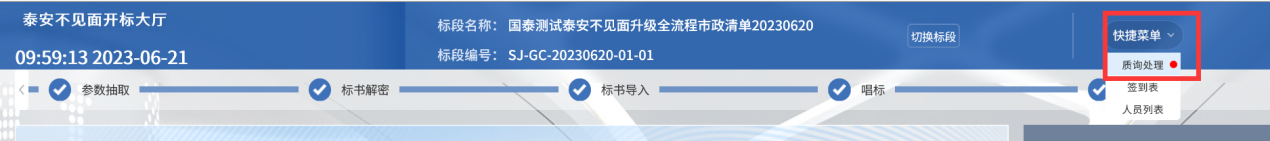 泰安不见面开标大厅
标段名称： 国泰测试泰安不见面升级全流程市政清单20230620
切换标段
快捷菜单
09:59:13 2023-06-21
标段编号： SJ-GC-20230620-01-01
质询处理
签到表
人员列表
参数抽取
标书解密
标书导入
唱标